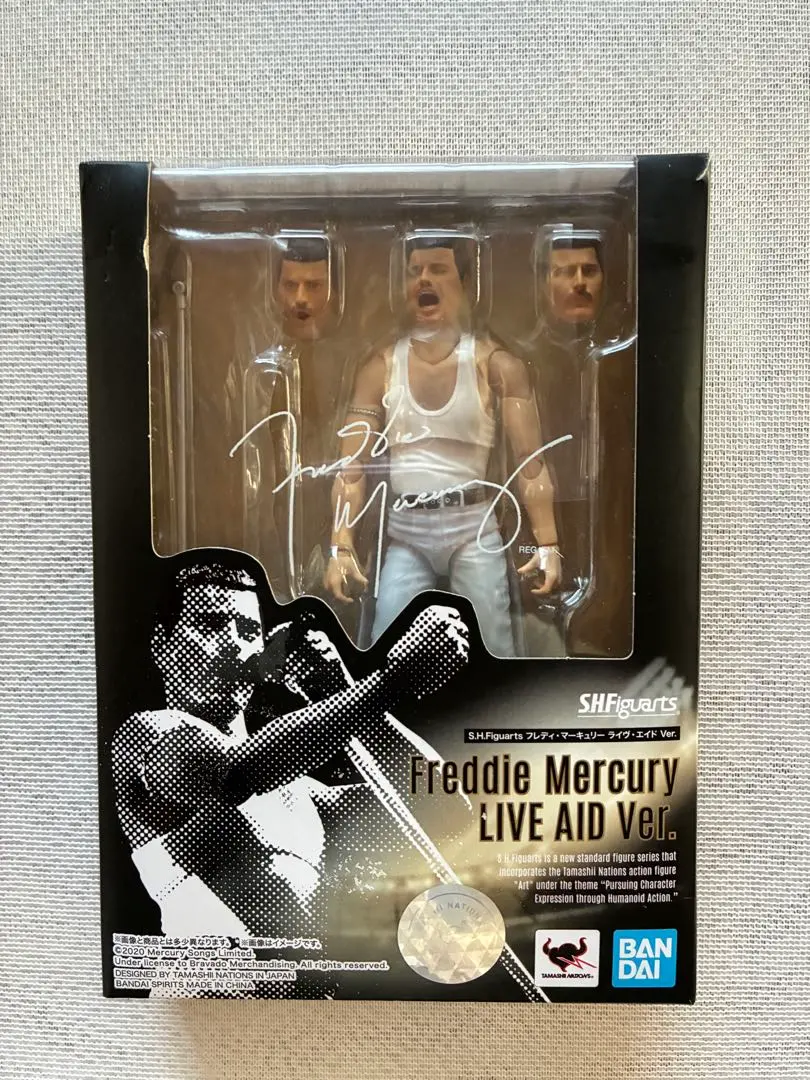 Freddie
Mercury
REG.T.M.
S.H.Figuarts
S.H.Figuarts フレディ・マーキュリー ライヴ・エイド Ver.
Freddie Mercury
LIVE AID Ver.
S.H.Figuarts is a new standard figure series that
incorporates the Tamashii Nations action figure
"Art" under the theme "Pursuing Character
Expression through Humanoid Action."
※画像と商品とは多少異なります。※画像はイメージです。
©2020 Mercury Songs Limited.
Under license to Bravado Merchandising. All rights reserved.
DESIGNED BY TAMASHII NATIONS IN JAPAN
BANDAI SPIRITS MADE IN CHINA
NATION
TAMASHII NATIONS
BAN
DAI